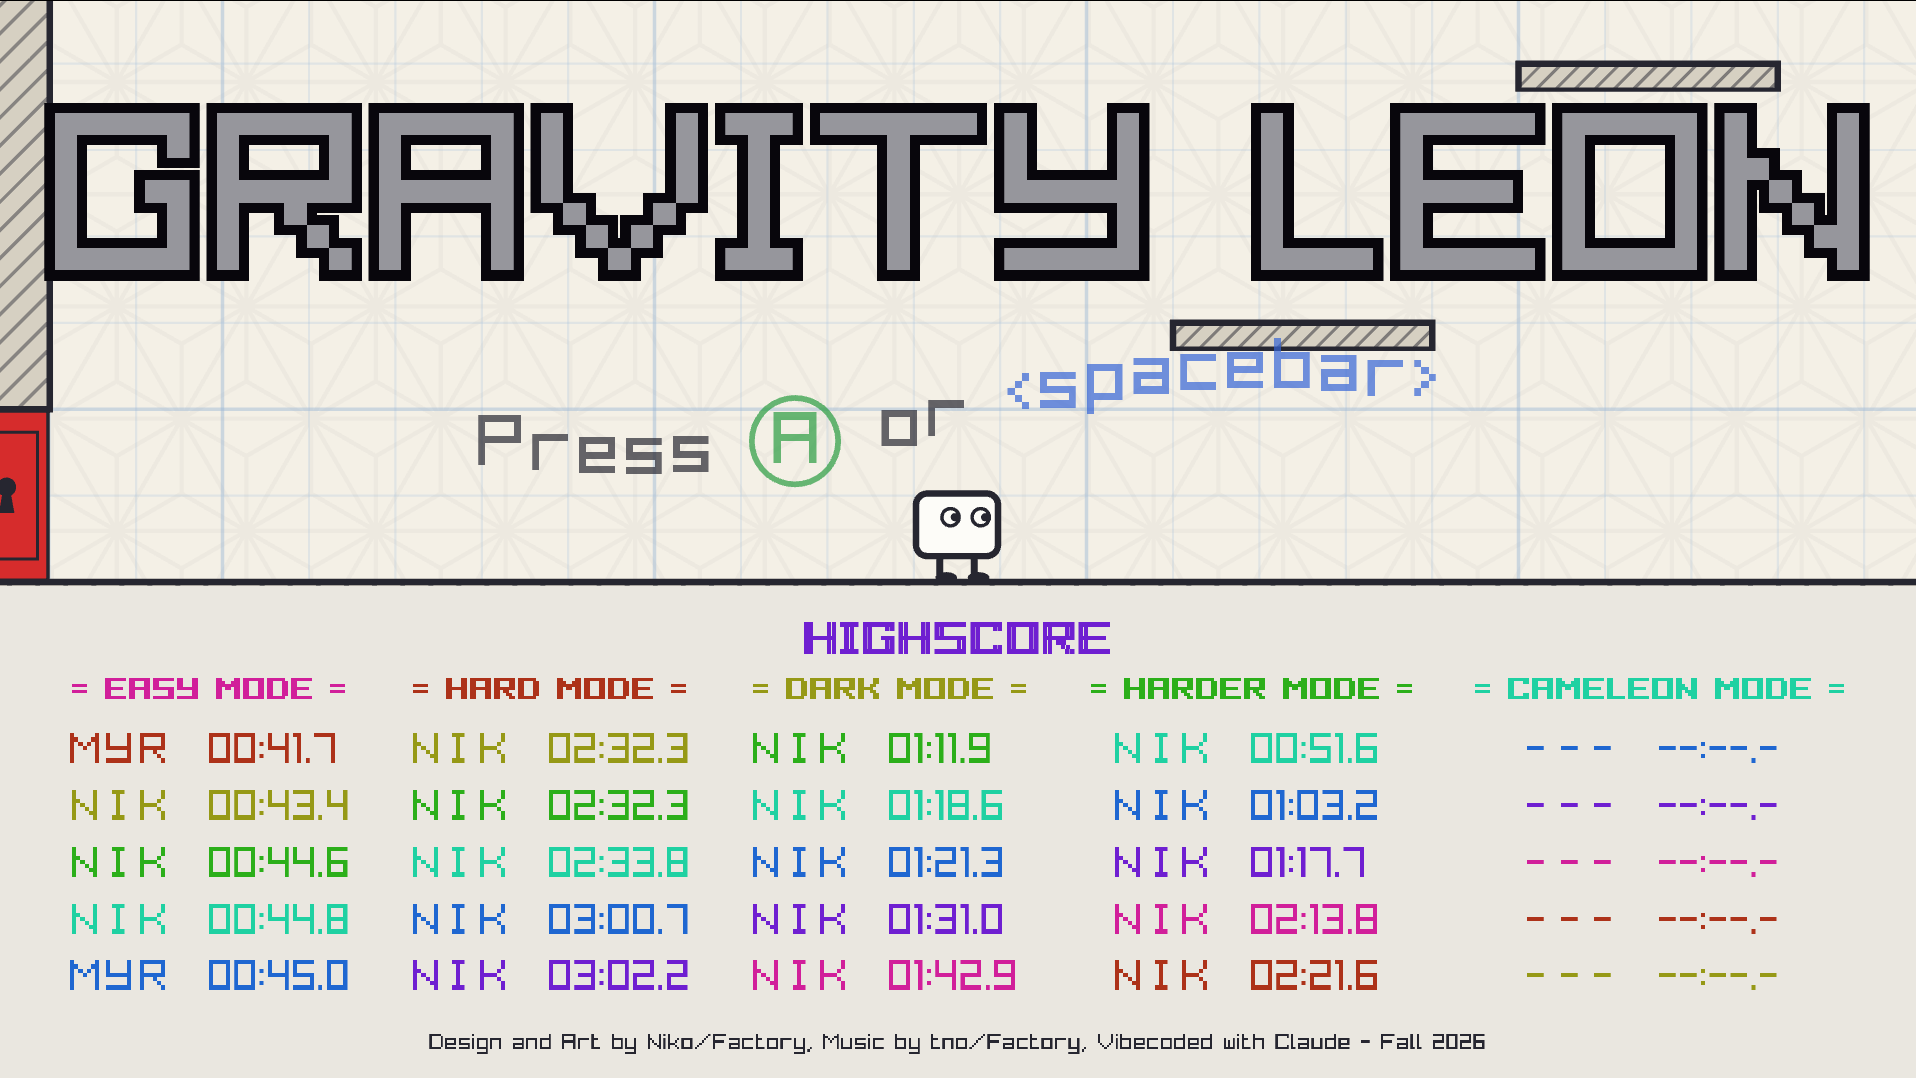 GRAVITY LEON
Press A or <spacebar>
HIGHSCORE
= EASY MODE = = HARD MODE = = DARK MODE = = HARDER MODE = = CAMELEON MODE =
MYR 00:41.7 NIK 02:32.3 NIK 01:11.9 NIK 00:51.6 - - - --:--.-
NIK 00:43.4 NIK 02:32.3 NIK 01:18.6 NIK 01:03.2 - - - --:--.-
NIK 00:44.6 NIK 02:33.8 NIK 01:21.3 NIK 01:17.7 - - - --:--.-
NIK 00:44.8 NIK 03:00.7 NIK 01:31.0 NIK 02:13.8 - - - --:--.-
MYR 00:45.0 NIK 03:02.2 NIK 01:42.9 NIK 02:21.6 - - - --:--.-
Design and Art by Niko/Factory, Music by tno/Factory, Vibecoded with Claude - Fall 2026